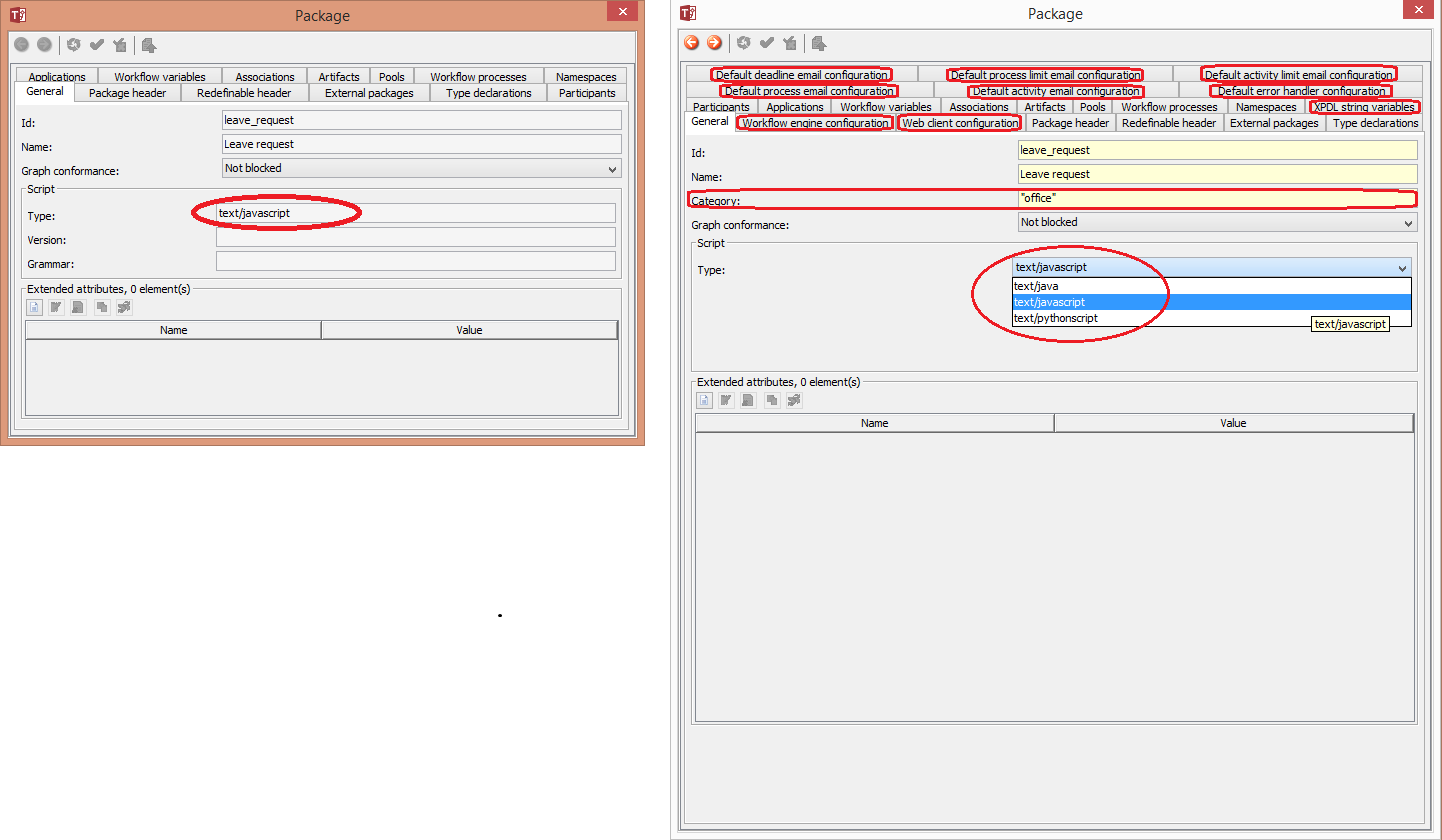 Package
Applications Workflow variables Associations Artifacts Pools Workflow processes Namespaces
General Package header Redefinable header External packages Type declarations Participants
Id: leave_request
Name: Leave request
Graph conformance: Not blocked
Script
Type: text/javascript
Version:
Grammar:
Extended attributes, 0 element(s)
Name Value
Package
Default deadline email configuration Default process limit email configuration Default activity limit email configuration
Default process email configuration Default activity email configuration Default error handler configuration
Participants Applications Workflow variables Associations Artifacts Pools Workflow processes Namespaces XPDL string variables
General Workflow engine configuration Web client configuration Package header Redefinable header External packages Type declarations
Id: leave_request
Name: Leave request
Category: "office"
Graph conformance: Not blocked
Script
Type: text/javascript
text/java
text/javascript
text/pythonscript
text/javascript
Extended attributes, 0 element(s)
Name Value